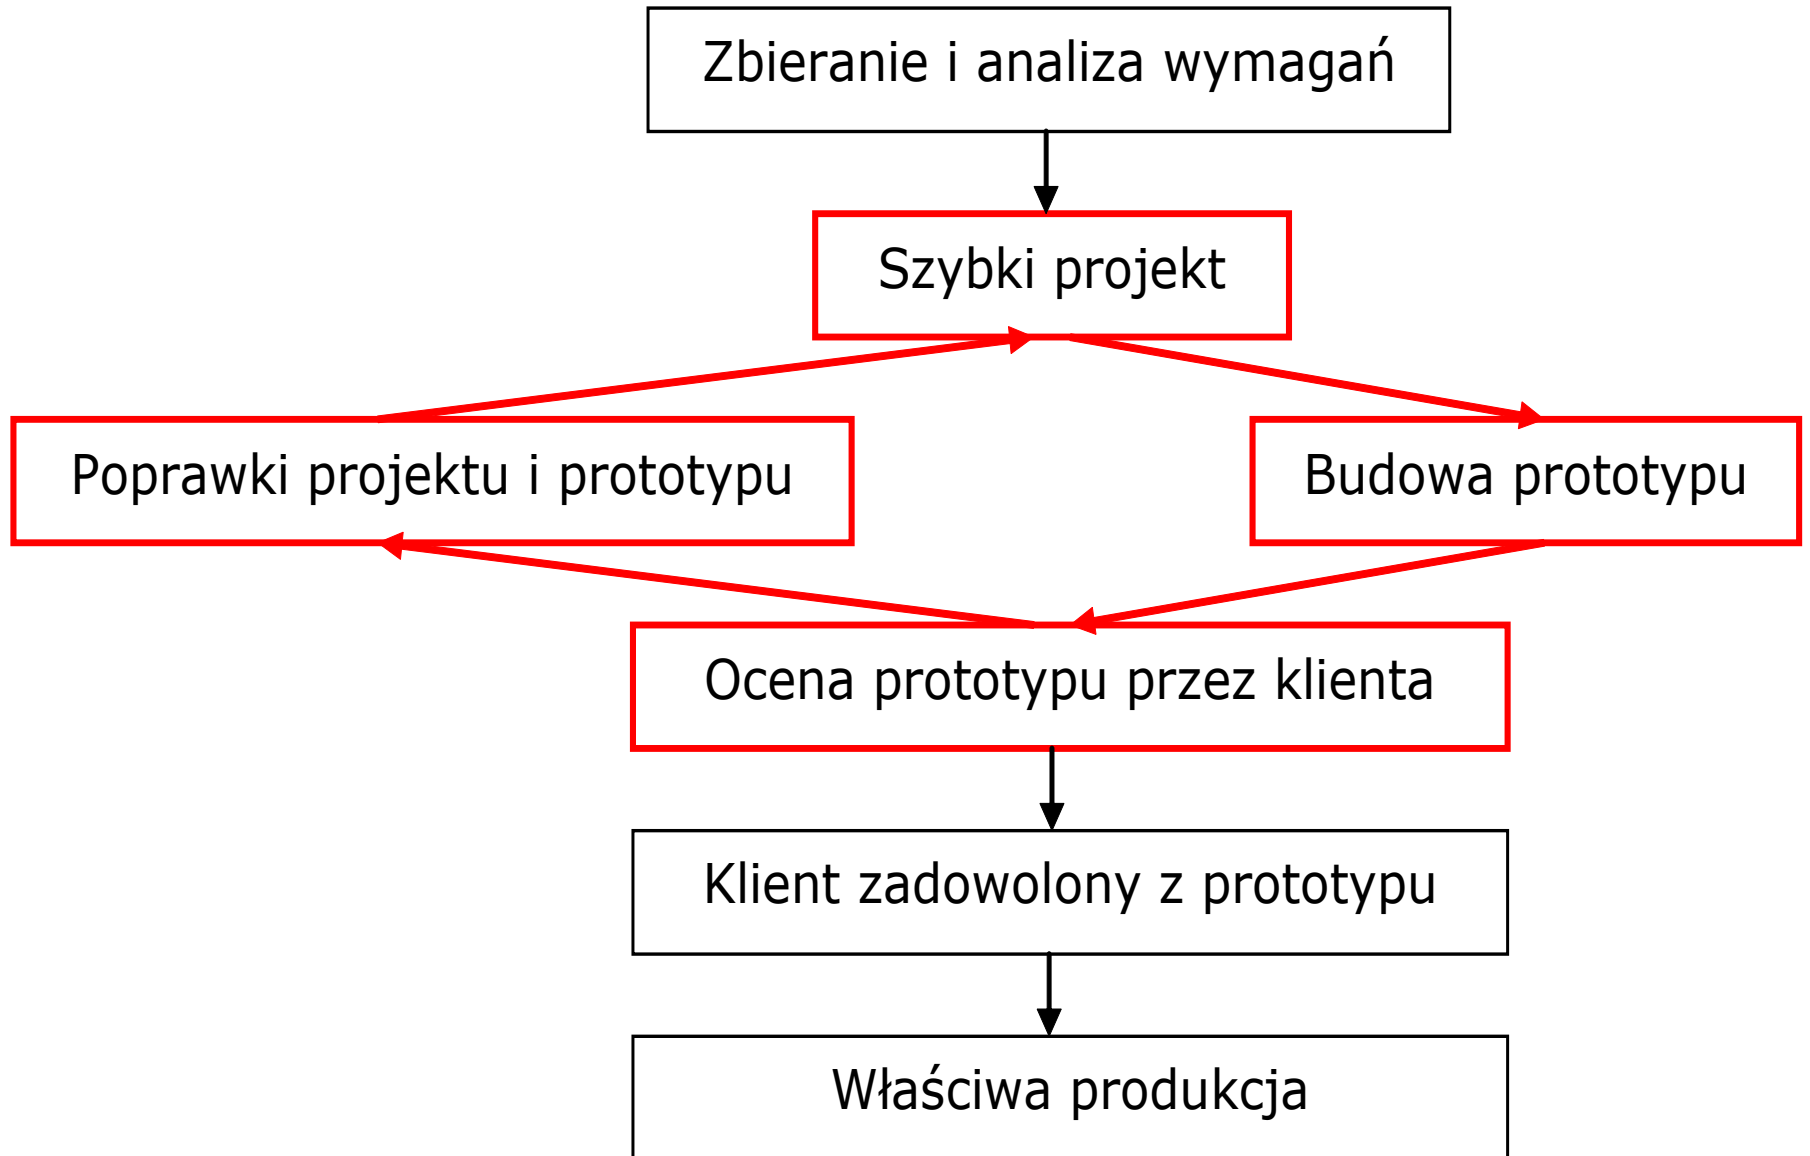 Zbieranie i analiza wymagań
Szybki projekt
Poprawki projektu i prototypu
Budowa prototypu
Ocena prototypu przez klienta
Klient zadowolony z prototypu
Właściwa produkcja